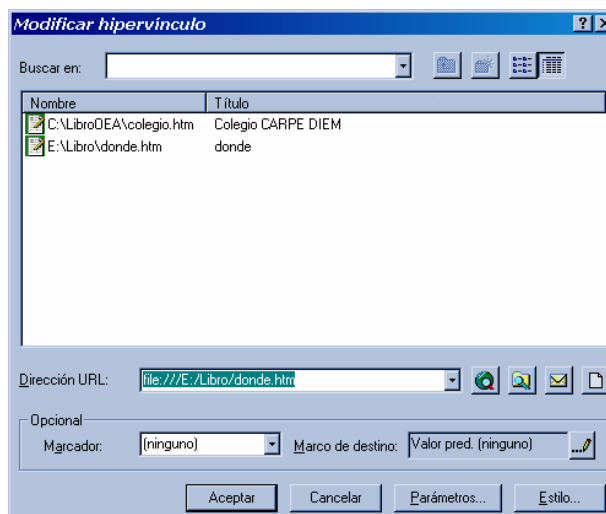 Modificar hipervínculo
Buscar en:
Nombre Título
C:\LibroOEA\colegio.htm Colegio CARPE DIEM
E:\Libro\donde.htm donde
Dirección URL: file:///E:/Libro/donde.htm
Opcional
Marcador: (ninguno) Marco de destino: Valor pred. (ninguno)
Aceptar Cancelar Parámetros... Estilo...